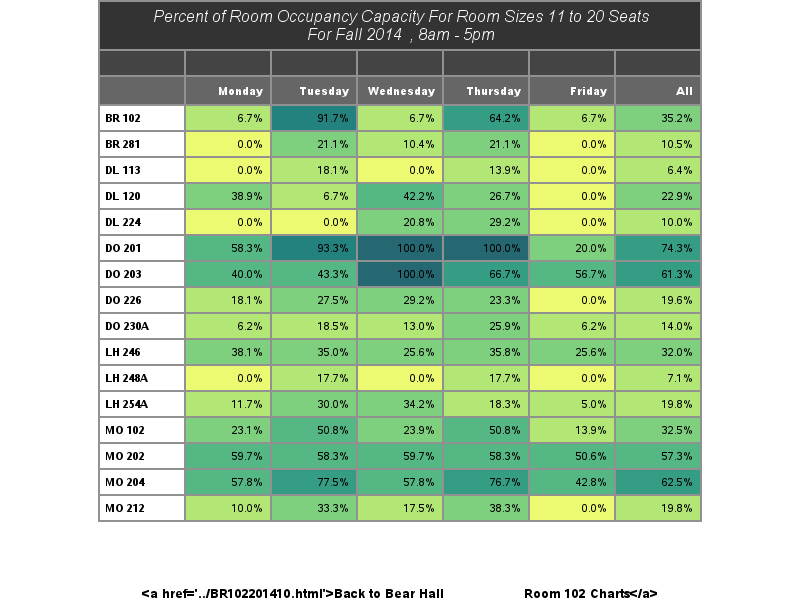 Percent of Room Occupancy Capacity For Room Sizes 11 to 20 Seats
For Fall 2014 , 8am - 5pm
Monday Tuesday Wednesday Thursday Friday All
BR 102 6.7% 91.7% 6.7% 64.2% 6.7% 35.2%
BR 281 0.0% 21.1% 10.4% 21.1% 0.0% 10.5%
DL 113 0.0% 18.1% 0.0% 13.9% 0.0% 6.4%
DL 120 38.9% 6.7% 42.2% 26.7% 0.0% 22.9%
DL 224 0.0% 0.0% 20.8% 29.2% 0.0% 10.0%
DO 201 58.3% 93.3% 100.0% 100.0% 20.0% 74.3%
DO 203 40.0% 43.3% 100.0% 66.7% 56.7% 61.3%
DO 226 18.1% 27.5% 29.2% 23.3% 0.0% 19.6%
DO 230A 6.2% 18.5% 13.0% 25.9% 6.2% 14.0%
LH 246 38.1% 35.0% 25.6% 35.8% 25.6% 32.0%
LH 248A 0.0% 17.7% 0.0% 17.7% 0.0% 7.1%
LH 254A 11.7% 30.0% 34.2% 18.3% 5.0% 19.8%
MO 102 23.1% 50.8% 23.9% 50.8% 13.9% 32.5%
MO 202 59.7% 58.3% 59.7% 58.3% 50.6% 57.3%
MO 204 57.8% 77.5% 57.8% 76.7% 42.8% 62.5%
MO 212 10.0% 33.3% 17.5% 38.3% 0.0% 19.8%
<a href='../BR102201410.html'>Back to Bear Hall Room 102 Charts</a>